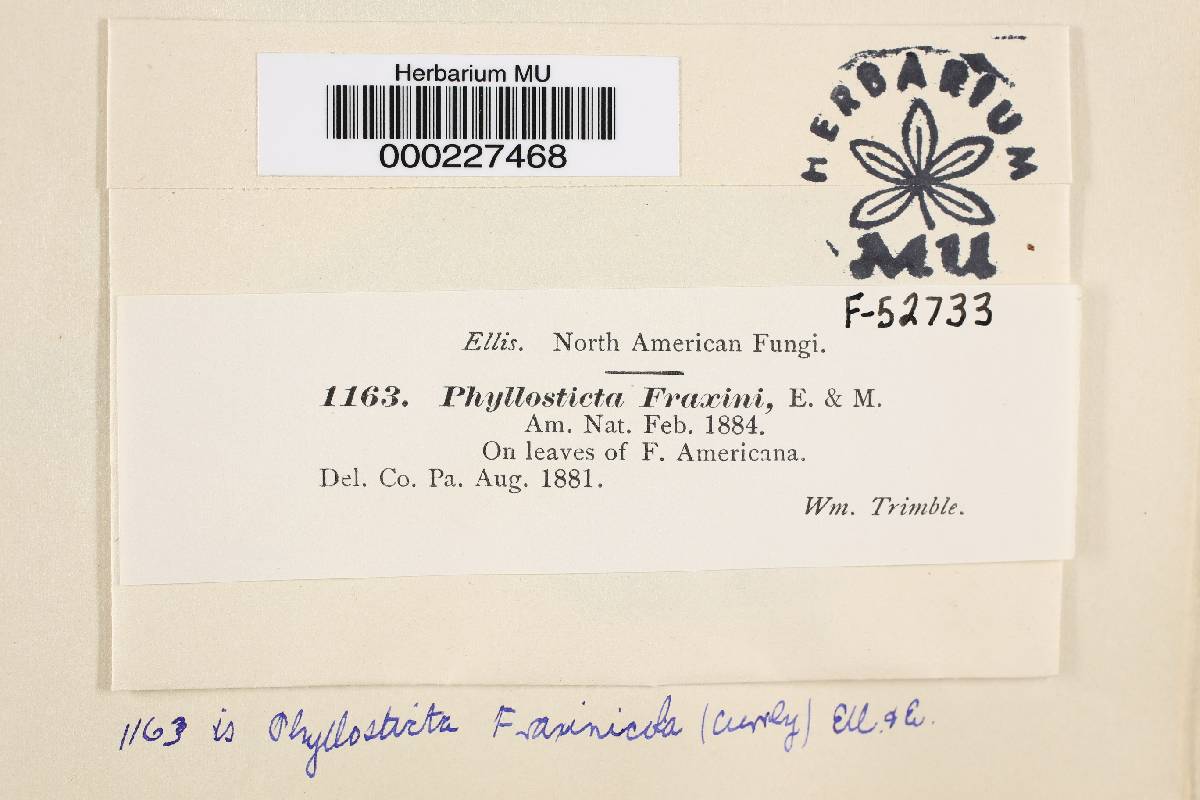 Herbarium MU
000227468
HERBARIUM
MU
F-52733
Ellis. North American Fungi.
1163. Phyllosticta Fraxini, E. & M.
Am. Nat. Feb. 1884.
On leaves of F. Americana.
Del. Co. Pa. Aug. 1881.
Wm. Trimble.
1163 is Phyllosticta Fraxinicola (Currly) Ell. & E.